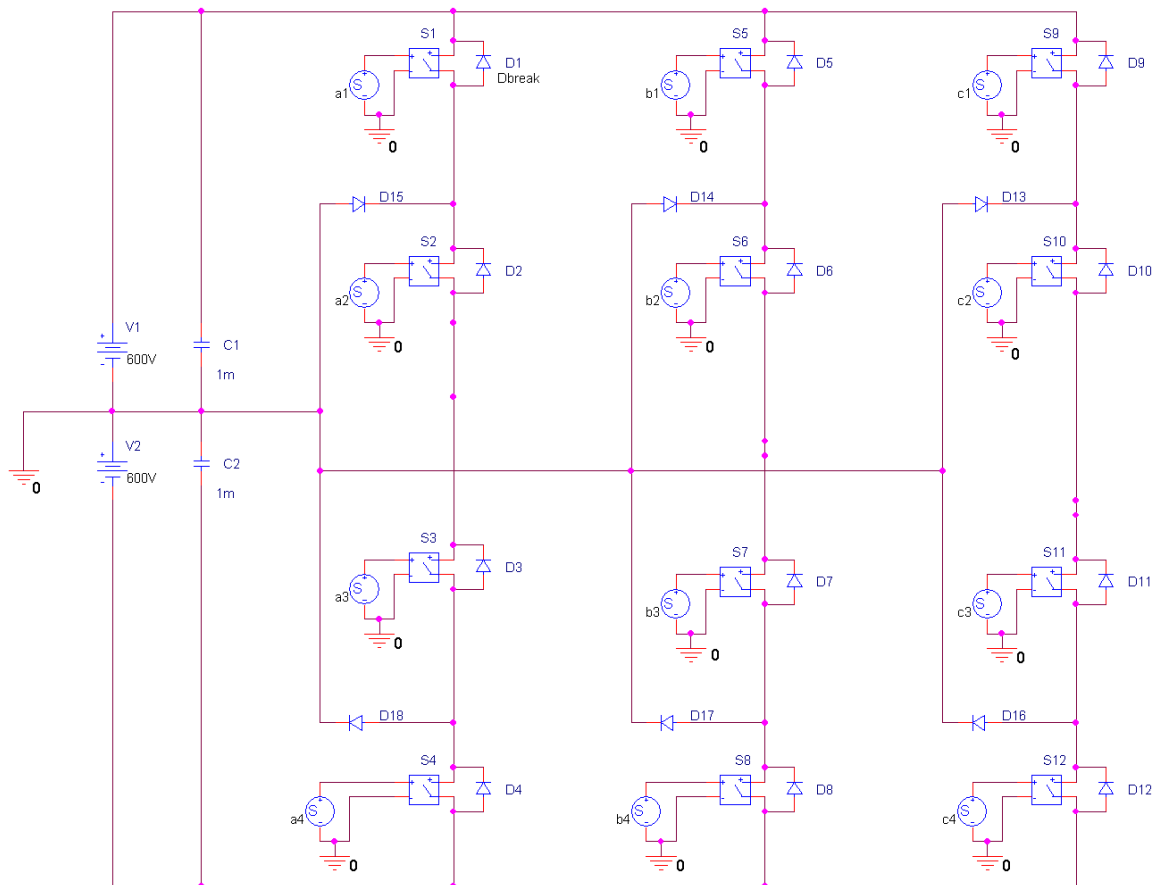 S1
S5
S9
D1
Dbreak
D5
D9
S
a1
S
b1
S
c1
0
0
0
D15
D14
D13
S2
S6
S10
D2
D6
D10
S
a2
S
b2
S
c2
0
0
0
V1
600V
C1
1m
V2
600V
C2
1m
0
S3
S7
S11
D3
D7
D11
S
a3
S
b3
S
c3
0
0
0
D18
D17
D16
S4
S8
S12
D4
D8
D12
S
a4
S
b4
S
c4
0
0
0